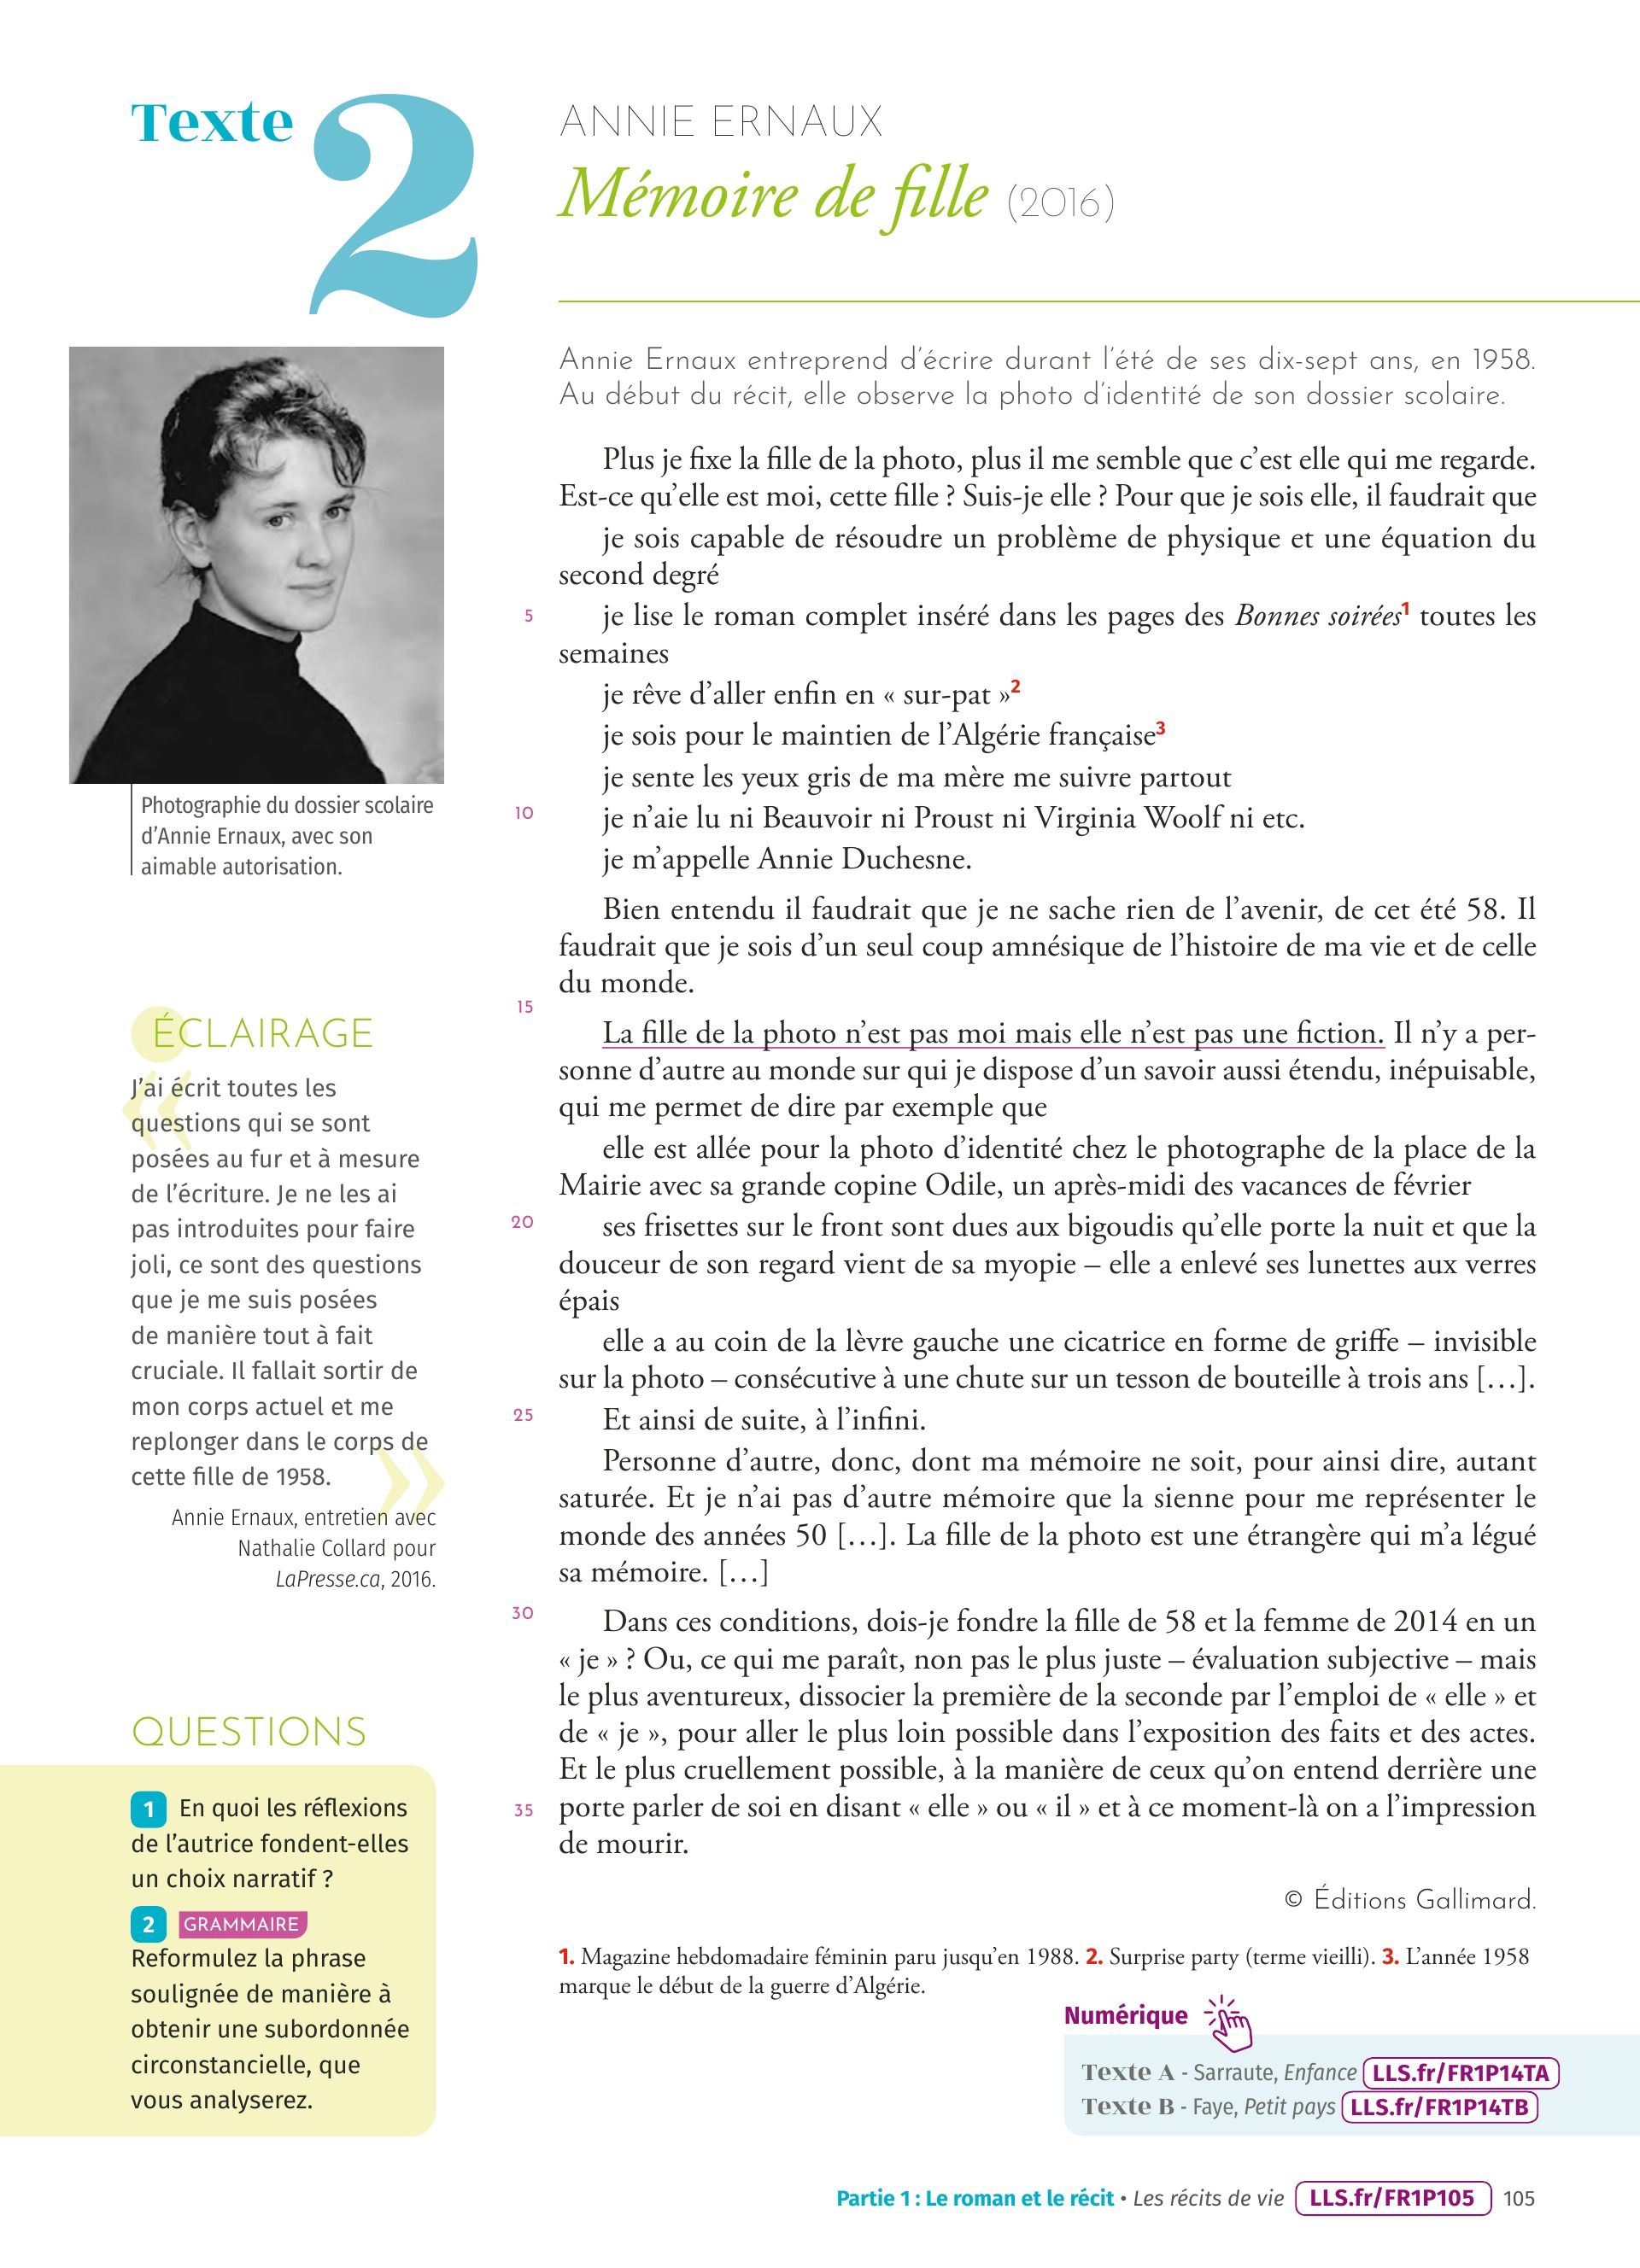 Texte 2
ANNIE ERNAUX
Mémoire de fille (2016)
Annie Ernaux entreprend d’écrire durant l’été de ses dix-sept ans, en 1958.
Au début du récit, elle observe la photo d’identité de son dossier scolaire.
Plus je fixe la fille de la photo, plus il me semble que c’est elle qui me regarde.
Est-ce qu’elle est moi, cette fille ? Suis-je elle ? Pour que je sois elle, il faudrait que
je sois capable de résoudre un problème de physique et une équation du
second degré
5 je lise le roman complet inséré dans les pages des Bonnes soirées1 toutes les
semaines
je rêve d’aller enfin en « sur-pat »2
je sois pour le maintien de l’Algérie française3
je sente les yeux gris de ma mère me suivre partout
10 je n’aie lu ni Beauvoir ni Proust ni Virginia Woolf ni etc.
je m’appelle Annie Duchesne.
Bien entendu il faudrait que je ne sache rien de l’avenir, de cet été 58. Il
faudrait que je sois d’un seul coup amnésique de l’histoire de ma vie et de celle
du monde.
15
La fille de la photo n’est pas moi mais elle n’est pas une fiction. Il n’y a per-
sonne d’autre au monde sur qui je dispose d’un savoir aussi étendu, inépuisable,
qui me permet de dire par exemple que
elle est allée pour la photo d’identité chez le photographe de la place de la
Mairie avec sa grande copine Odile, un après-midi des vacances de février
20 ses frisettes sur le front sont dues aux bigoudis qu’elle porte la nuit et que la
douceur de son regard vient de sa myopie – elle a enlevé ses lunettes aux verres
épais
elle a au coin de la lèvre gauche une cicatrice en forme de griffe – invisible
sur la photo – consécutive à une chute sur un tesson de bouteille à trois ans […].
25 Et ainsi de suite, à l’infini.
Personne d’autre, donc, dont ma mémoire ne soit, pour ainsi dire, autant
saturée. Et je n’ai pas d’autre mémoire que la sienne pour me représenter le
monde des années 50 […]. La fille de la photo est une étrangère qui m’a légué
sa mémoire. […]
30 Dans ces conditions, dois-je fondre la fille de 58 et la femme de 2014 en un
« je » ? Ou, ce qui me paraît, non pas le plus juste – évaluation subjective – mais
le plus aventureux, dissocier la première de la seconde par l’emploi de « elle » et
de « je », pour aller le plus loin possible dans l’exposition des faits et des actes.
Et le plus cruellement possible, à la manière de ceux qu’on entend derrière une
35 porte parler de soi en disant « elle » ou « il » et à ce moment-là on a l’impression
de mourir.
© Éditions Gallimard.
1. Magazine hebdomadaire féminin paru jusqu’en 1988. 2. Surprise party (terme vieilli). 3. L’année 1958
marque le début de la guerre d’Algérie.
Photographie du dossier scolaire
d’Annie Ernaux, avec son
aimable autorisation.
ÉCLAIRAGE
«
J’ai écrit toutes les
questions qui se sont
posées au fur et à mesure
de l’écriture. Je ne les ai
pas introduites pour faire
joli, ce sont des questions
que je me suis posées
de manière tout à fait
cruciale. Il fallait sortir de
mon corps actuel et me
replonger dans le corps de
cette fille de 1958.
»
Annie Ernaux, entretien avec
Nathalie Collard pour
LaPresse.ca, 2016.
QUESTIONS
1 En quoi les réflexions
de l’autrice fondent-elles
un choix narratif ?
2 GRAMMAIRE
Reformulez la phrase
soulignée de manière à
obtenir une subordonnée
circonstancielle, que
vous analyserez.
Numérique
Texte A - Sarraute, Enfance LLS.fr/FR1P14TA
Texte B - Faye, Petit pays LLS.fr/FR1P14TB
Partie 1 : Le roman et le récit • Les récits de vie LLS.fr/FR1P105 105